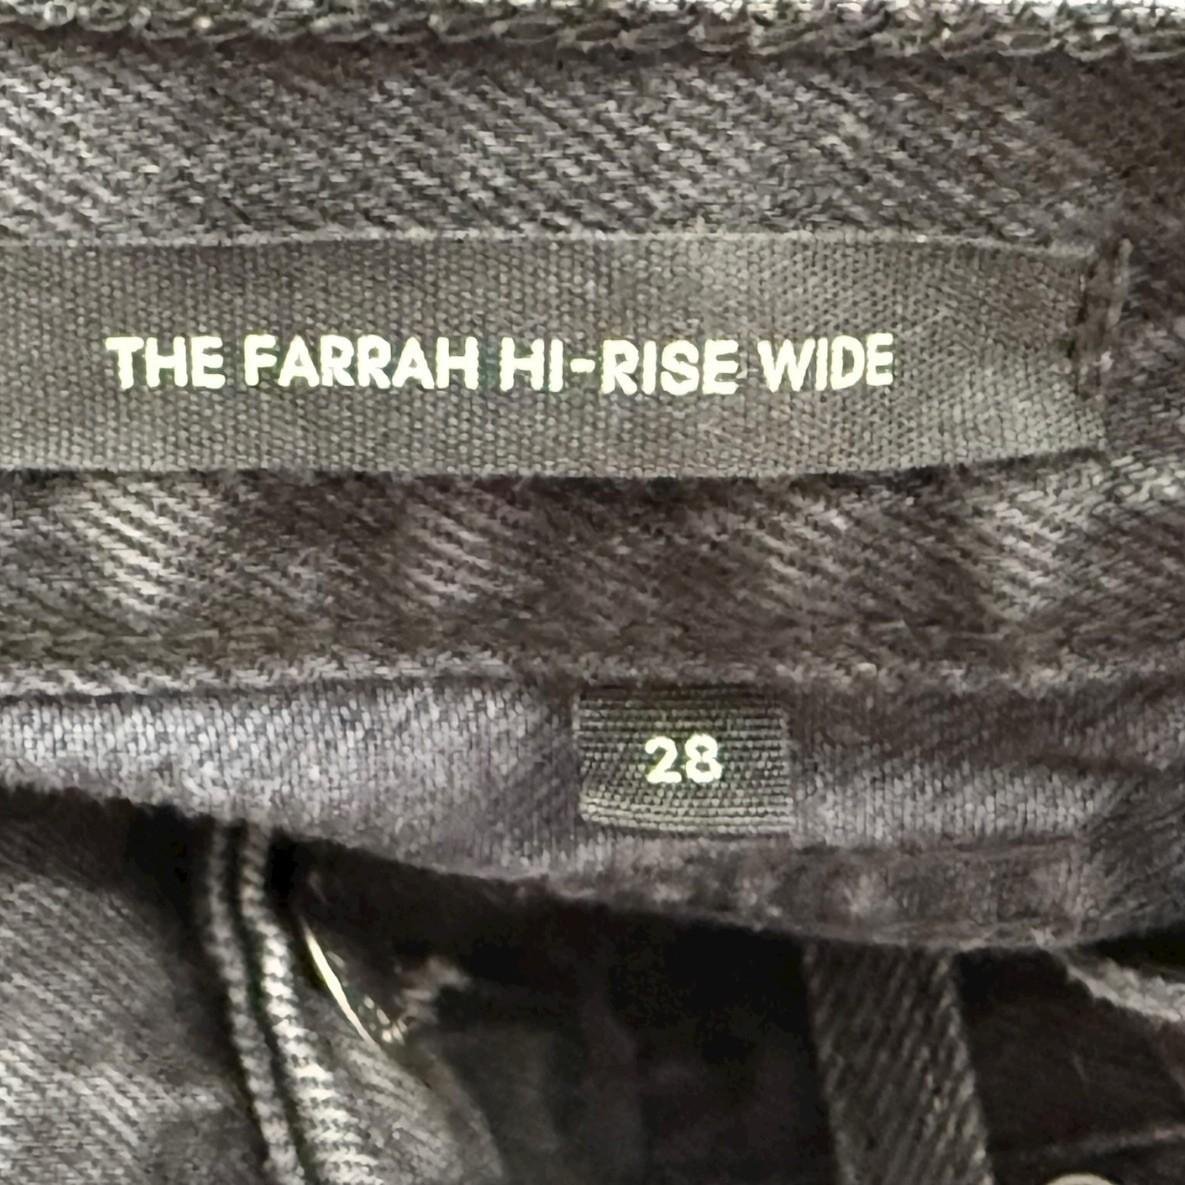 THE FARRAH HI-RISE WIDE
28